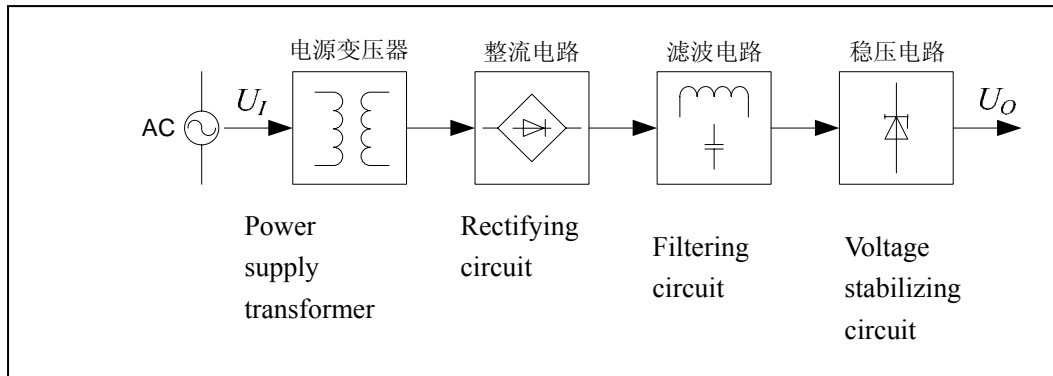 电源变压器
整流电路
滤波电路
稳压电路
AC
U_I
U_O
Power
supply
transformer
Rectifying
circuit
Filtering
circuit
Voltage
stabilizing
circuit